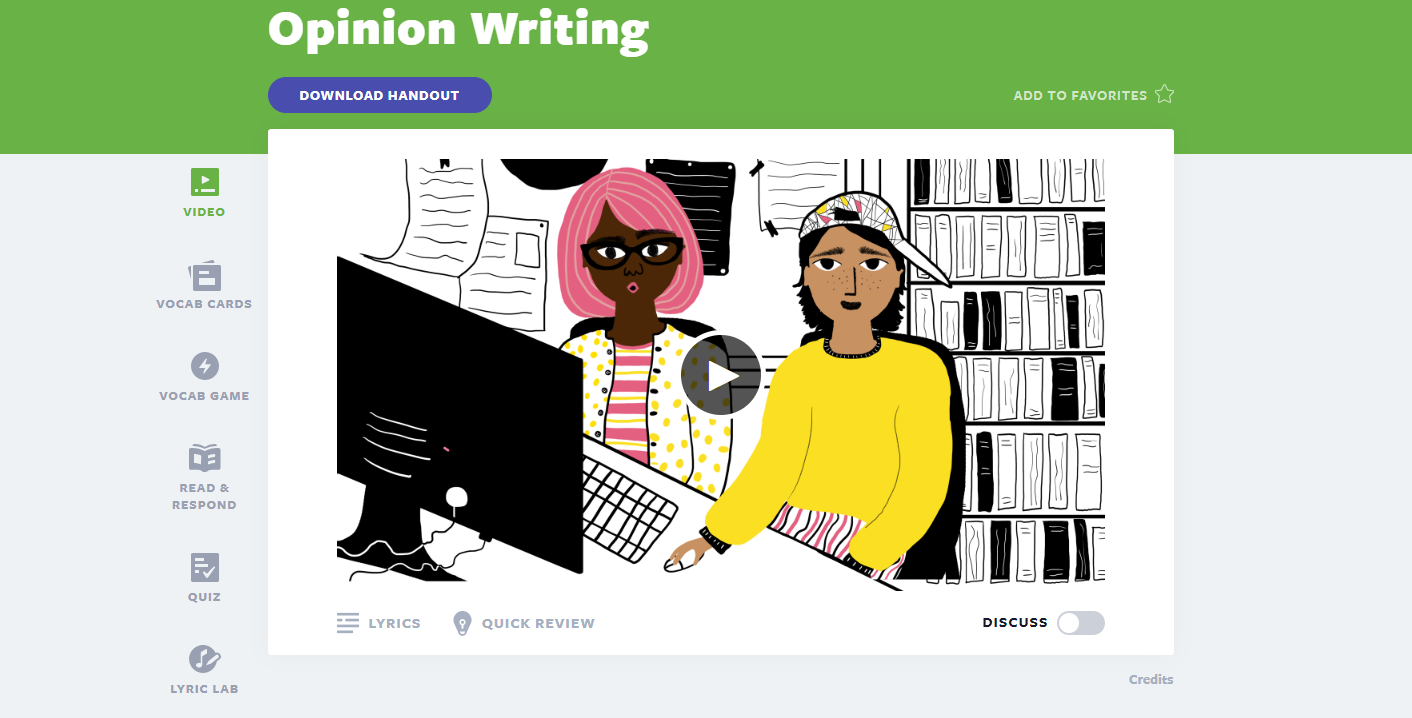 Opinion Writing
DOWNLOAD HANDOUT
ADD TO FAVORITES
VIDEO
VOCAB CARDS
VOCAB GAME
READ &
RESPOND
QUIZ
LYRIC LAB
LYRICS
QUICK REVIEW
DISCUSS
Credits